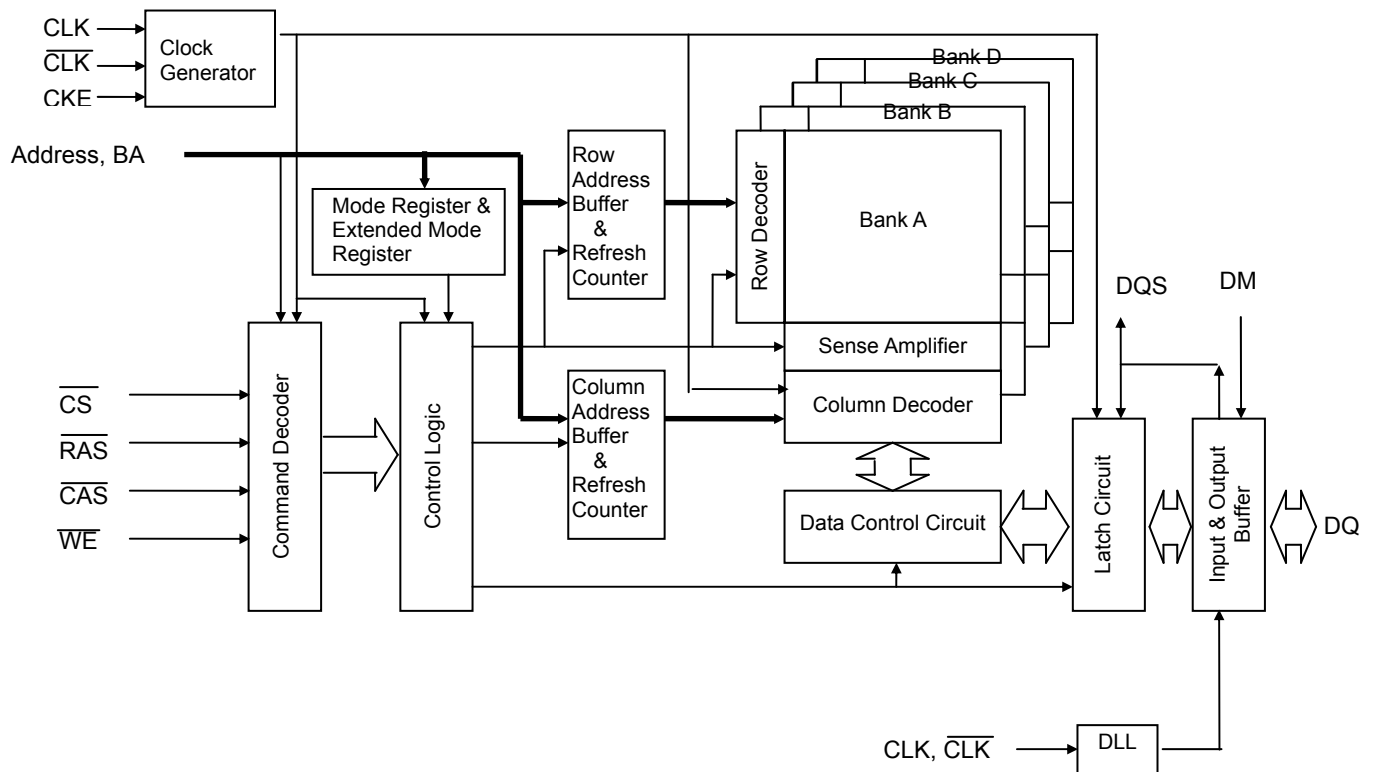 CLK
CLK
CKE
Clock
Generator
Address, BA
Mode Register &
Extended Mode
Register
Row
Address
Buffer
&
Refresh
Counter
Bank D
Bank C
Bank B
Bank A
Row Decoder
Sense Amplifier
Column Decoder
DQS
DM
CS
RAS
CAS
WE
Command Decoder
Control Logic
Column
Address
Buffer
&
Refresh
Counter
Data Control Circuit
Latch Circuit
Input & Output
Buffer
DQ
CLK, CLK
DLL